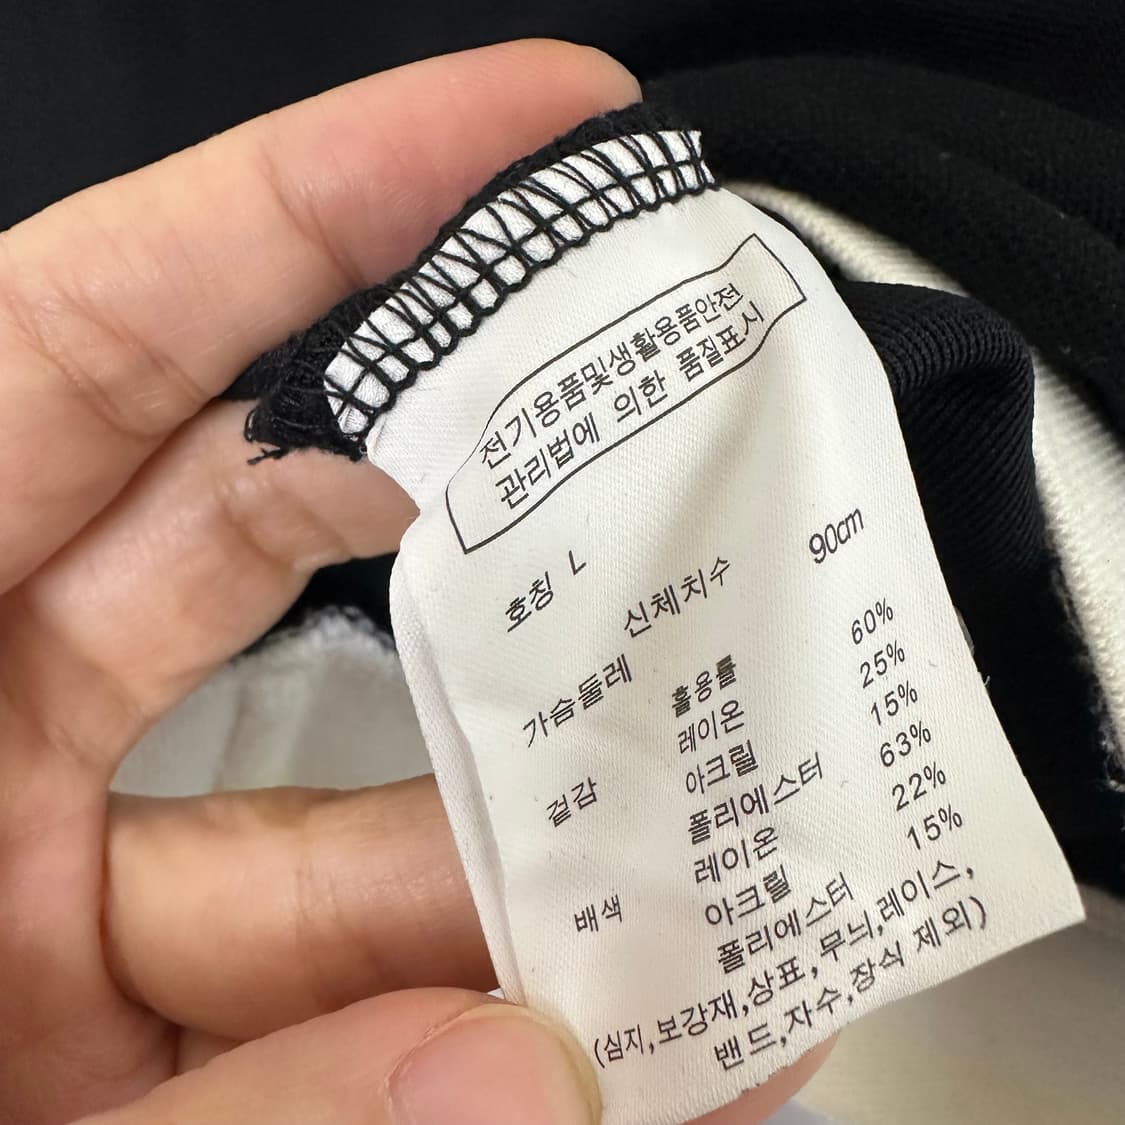 전기용품및생활용품안전
관리법에 의한 품질표시
호칭 L
신체치수
가슴둘레 90cm
홀용률
겉감 레이온 60%
아크릴 25%
폴리에스터 15%
배색 레이온 63%
아크릴 22%
폴리에스터 15%
(심지,보강재,상표,무늬,레이스,
밴드,자수,장식 제외)